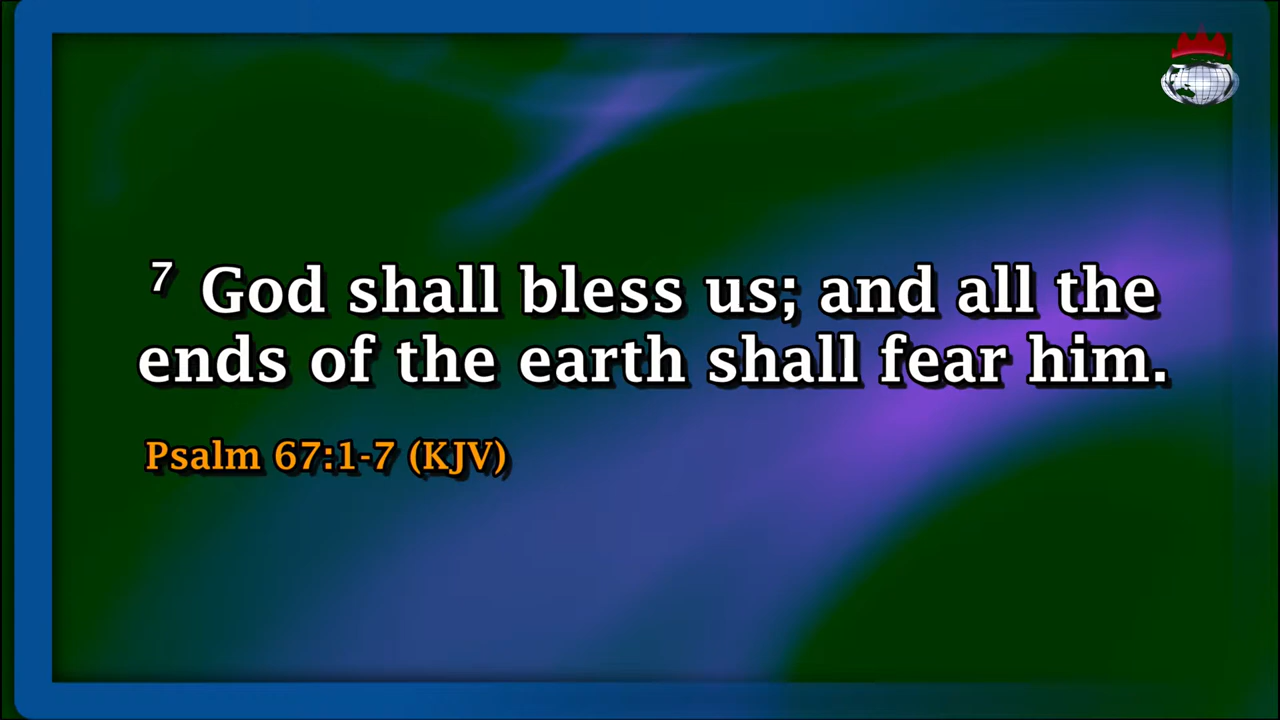 7 God shall bless us; and all the
ends of the earth shall fear him.
Psalm 67:1-7 (KJV)